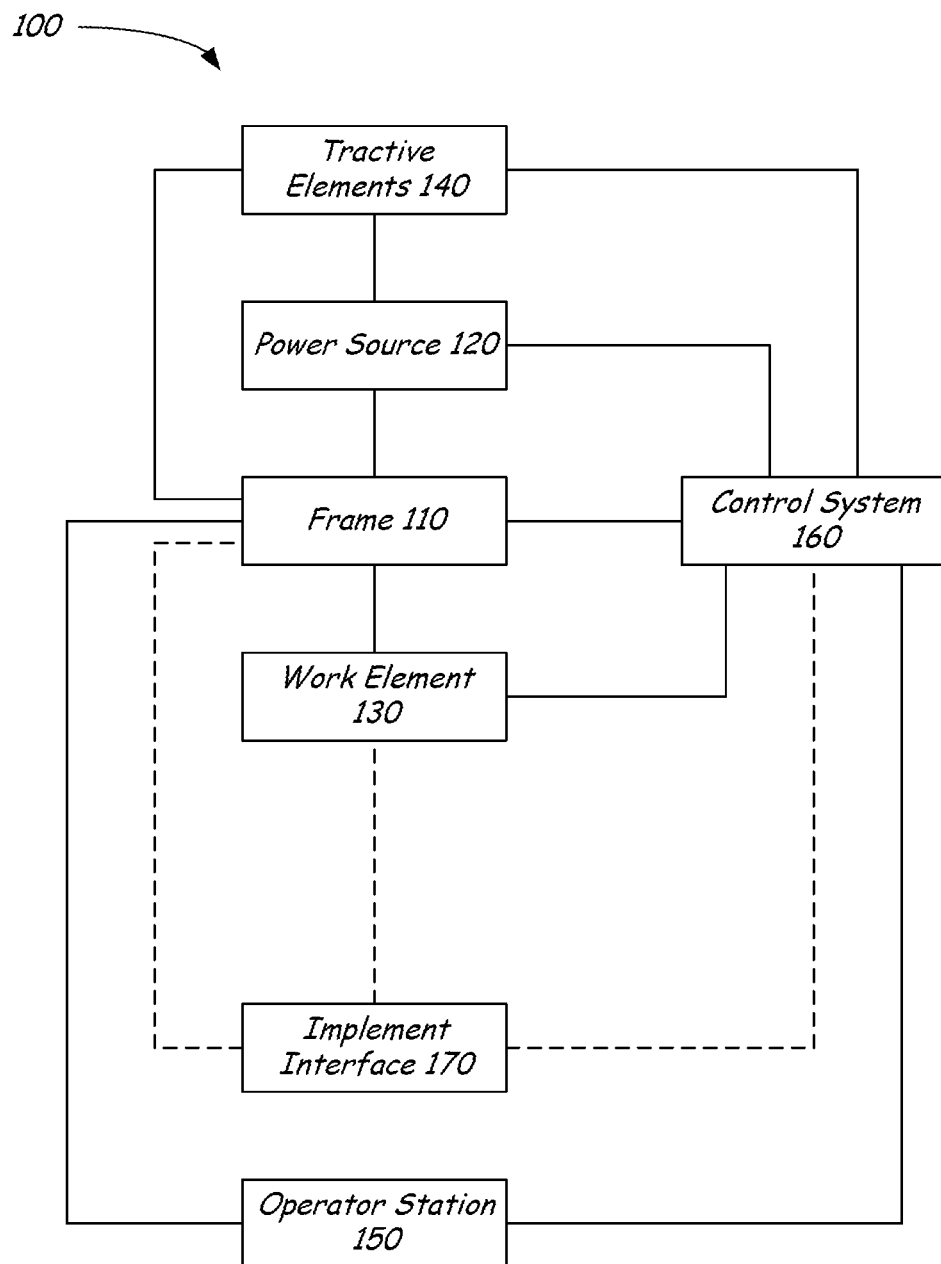 100
Tractive
Elements 140
Power Source 120
Frame 110
Control System
160
Work Element
130
Implement
Interface 170
Operator Station
150